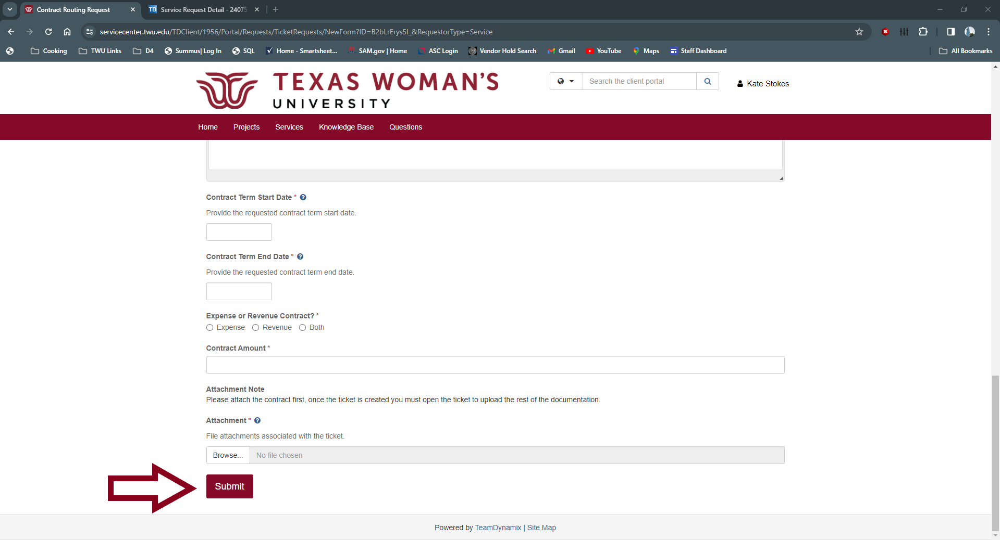 Contract Routing Request
TD Service Request Detail - 24075
servicecenter.twu.edu/TDClient/1956/Portal/Requests/TicketRequests/NewForm?ID=B2bLrErys5I_&RequestorType=Service
Cooking TWU Links D4 Summus| Log In SQL Home - Smartsheet... SAM.gov | Home ASC Login Vendor Hold Search Gmail YouTube Maps Staff Dashboard All Bookmarks
TEXAS WOMAN'S
UNIVERSITY
Search the client portal
Kate Stokes
Home Projects Services Knowledge Base Questions
Contract Term Start Date *
Provide the requested contract term start date.
Contract Term End Date *
Provide the requested contract term end date.
Expense or Revenue Contract? *
Expense Revenue Both
Contract Amount *
Attachment Note
Please attach the contract first, once the ticket is created you must open the ticket to upload the rest of the documentation.
Attachment *
File attachments associated with the ticket.
Browse... No file chosen
Submit
Powered by TeamDynamix | Site Map